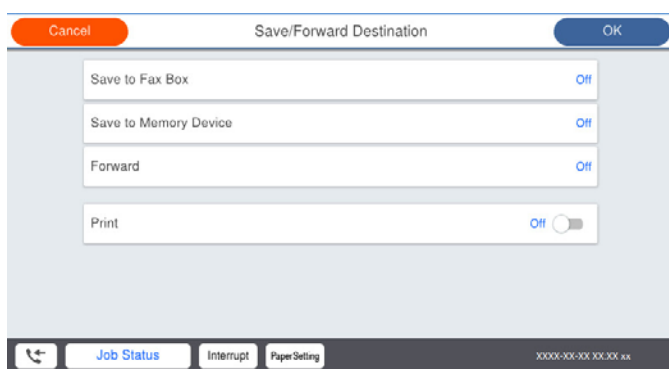 Cancel Save/Forward Destination OK
Save to Fax Box Off
Save to Memory Device Off
Forward Off
Print Off
Job Status Interrupt Paper Setting XXXX-XX-XX XX:XX xx